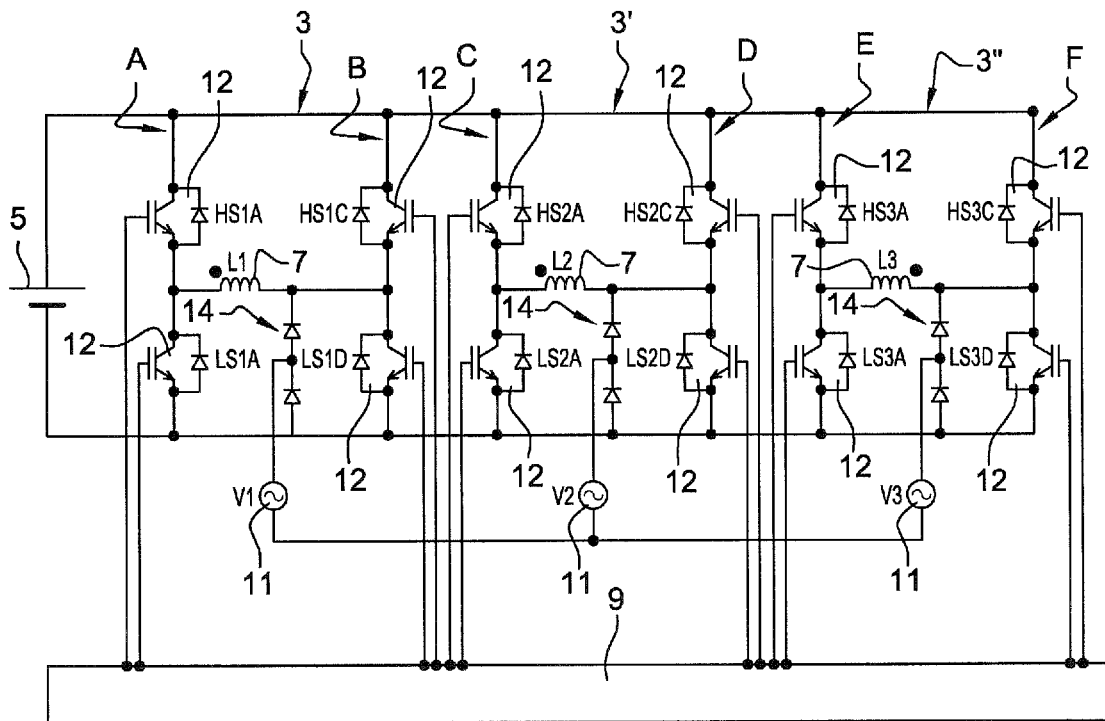 3 3' D E 3" F
A B 12 C 12 12
12 12 12
5
HS1A HS1C HS2A HS2C HS3A HS3C
L1 7 L2 7 7 L3
14 14 14
12
LS1A LS1D LS2A LS2D LS3A LS3D
12 12 12 12 12
V1 V2 V3
11 11 11
9